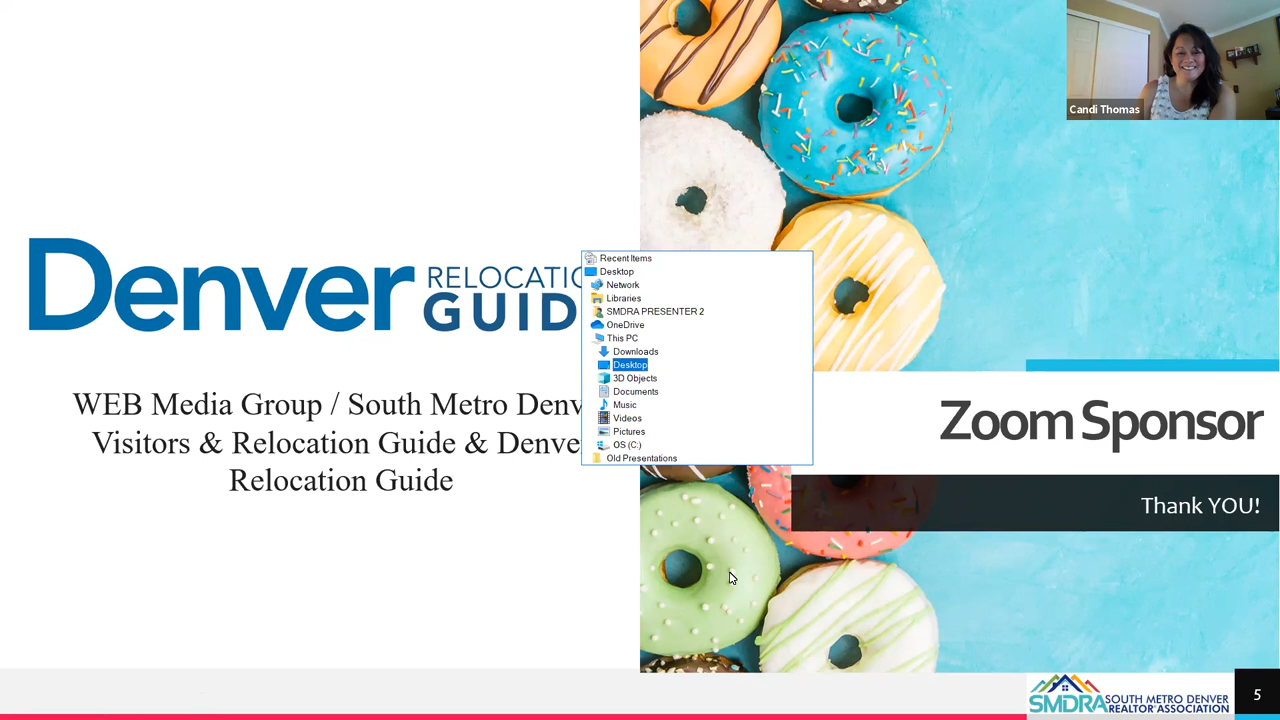 Candi Thomas
Denver
RELOCATIO
GUID
WEB Media Group / South Metro Denv
Visitors & Relocation Guide & Denve
Relocation Guide
Recent Items
Desktop
Network
Libraries
SMDRA PRESENTER 2
OneDrive
This PC
Downloads
Desktop
3D Objects
Documents
Music
Videos
Pictures
OS (C:)
Old Presentations
Zoom Sponsor
Thank YOU!
SMDRA SOUTH METRO DENVER
REALTOR ASSOCIATION
5